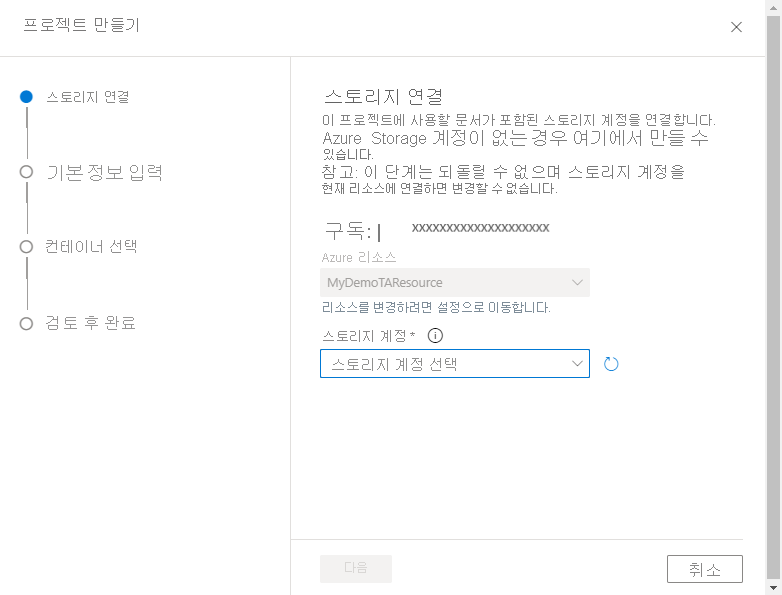 프로젝트 만들기
스토리지 연결
기본 정보 입력
컨테이너 선택
검토 후 완료
스토리지 연결
이 프로젝트에 사용할 문서가 포함된 스토리지 계정을 연결합니다.
Azure Storage 계정이 없는 경우 여기에서 만들 수
있습니다.
참고: 이 단계는 되돌릴 수 없으며 스토리지 계정을
현재 리소스에 연결하면 변경할 수 없습니다.
구독: xxxxxxxxxxxxxxxxxxxx
Azure 리소스
MyDemoTAResource
리소스를 변경하려면 설정으로 이동합니다.
스토리지 계정 *
스토리지 계정 선택
다음
취소